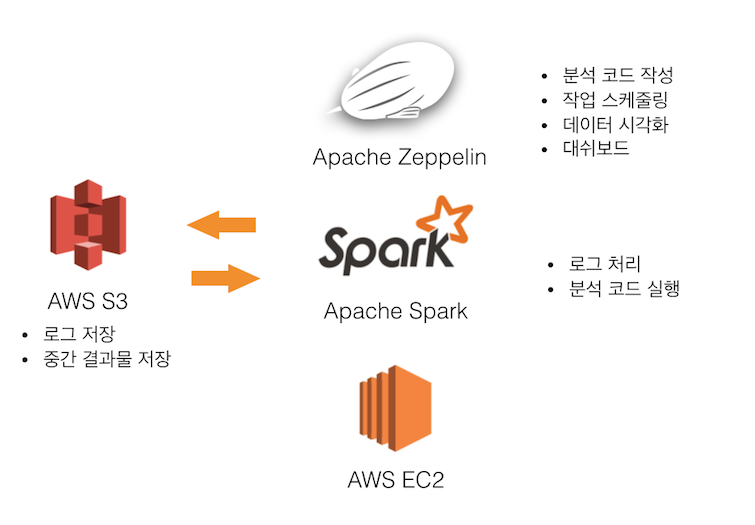 Apache Zeppelin
• 분석 코드 작성
• 작업 스케줄링
• 데이터 시각화
• 대쉬보드
AWS S3
• 로그 저장
• 중간 결과물 저장
Spark
Apache Spark
• 로그 처리
• 분석 코드 실행
AWS EC2